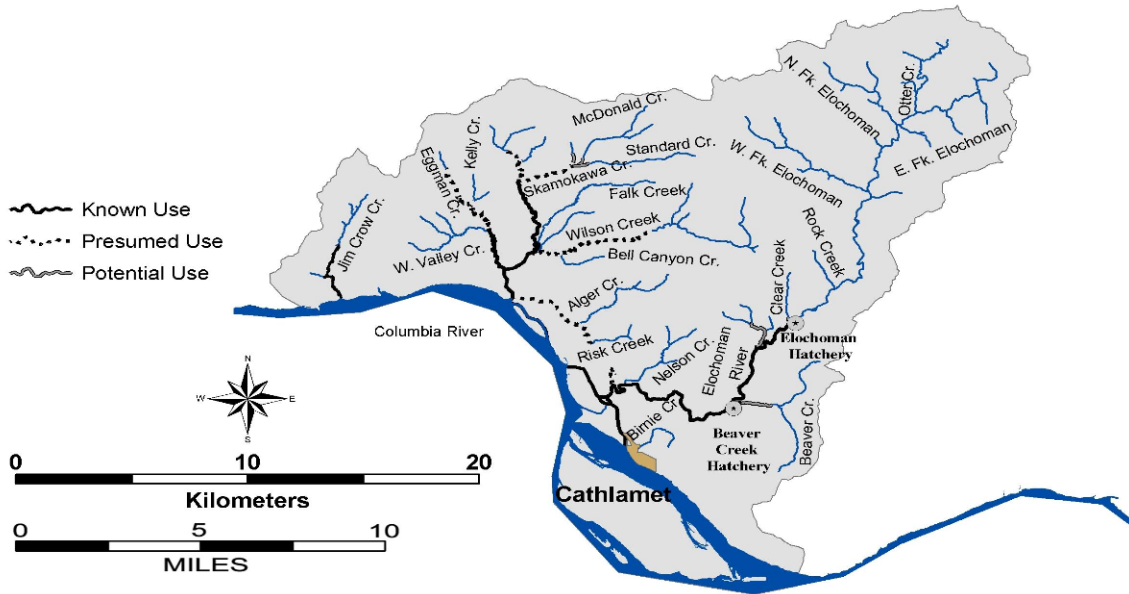 N. Fk. Elochoman
Otter Cr.
McDonald Cr.
Kelly Cr.
Standard Cr.
E. Fk. Elochoman
Eggman Cr.
Skamokawa Cr.
W. Fk. Elochoman
Falk Creek
Known Use
Presumed Use
Potential Use
Jim Crow Cr.
Wilson Creek
Rock Creek
W. Valley Cr.
Bell Canyon Cr.
Clear Creek
Alger Cr.
Columbia River
Risk Creek
Nelson Cr.
Elochoman
River
Elochoman
Hatchery
N
W
E
S
Birnie Cr.
Beaver
Creek
Hatchery
Beaver Cr.
0 10 20
Kilometers
Cathlamet
0 5 10
MILES